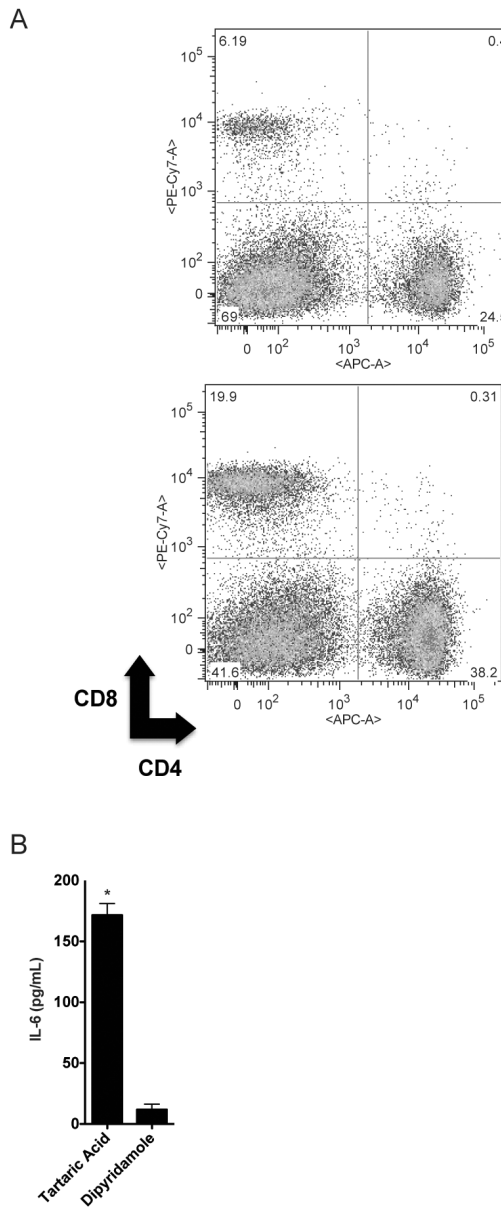 A
6.19
10^5
10^4
10^3
10^2
0
<PE-Cy7-A>
69
24.
0 10^2 10^3 10^4 10^5
<APC-A>
19.9 0.31
10^5
10^4
10^3
10^2
0
<PE-Cy7-A>
41.6 38.2
0 10^2 10^3 10^4 10^5
<APC-A>
CD8
CD4
B
200
150
100
50
0
IL-6 (pg/mL)
*
Tartaric Acid
Dipyridamole